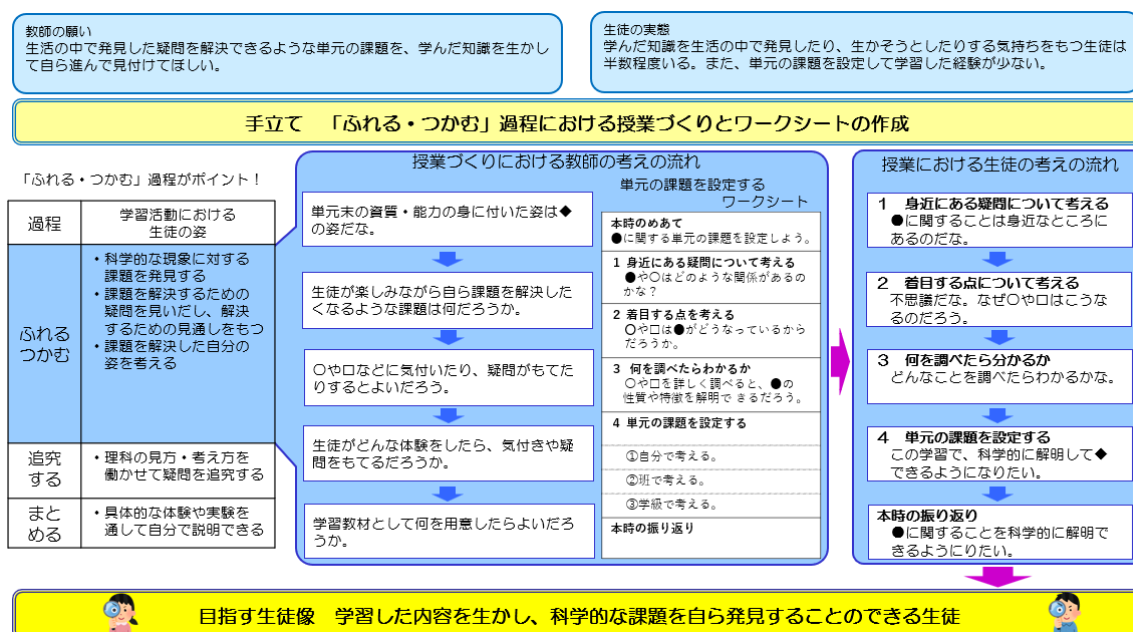 教師の願い
生活の中で発見した疑問を解決できるような単元の課題を、学んだ知識を生かし
て自ら進んで見付けてほしい。
生徒の実態
学んだ知識を生活の中で発見したり、生かそうとしたりする気持ちをもつ生徒は
半数程度いる。また、単元の課題を設定して学習した経験が少ない。
手立て 「ふれる・つかむ」過程における授業づくりとワークシートの作成
「ふれる・つかむ」過程がポイント！
過程
学習活動における
生徒の姿
ふれる
つかむ
・科学的な現象に対する
課題を発見する
・課題を解決するための
疑問を見いだし、解決
するための見通しをもつ
・課題を解決した自分の
姿を考える
追究
する
・理科の見方・考え方を
働かせて疑問を追究する
まと
める
・具体的な体験や実験を
通して自分で説明できる
授業づくりにおける教師の考えの流れ
単元末の資質・能力の身に付いた姿は◆
の姿だな。
生徒が楽しみながら自ら課題を解決した
くなるような課題は何だろうか。
〇や口などに気付いたり、疑問がもてた
りするとよいだろう。
生徒がどんな体験をしたら、気付きや疑
問をもてるだろうか。
学習教材として何を用意したらよいだろ
うか。
単元の課題を設定する
ワークシート
本時のめあて
●に関する単元の課題を設定しよう。
1 身近にある疑問について考える
●や〇はどのような関係があるの
かな？
2 着目する点を考える
〇や口は●がどうなっているから
だろうか。
3 何を調べたらわかるか
〇や口を詳しく調べると、●の
性質や特徴を解明で きるだろう。
4 単元の課題を設定する
①自分で考える。
②班で考える。
③学級で考える。
本時の振り返り
授業における生徒の考えの流れ
1 身近にある疑問について考える
●に関することは身近なところに
あるのだな。
2 着目する点について考える
不思議だな。なぜ〇や口はこうな
るのだろう。
3 何を調べたら分かるか
どんなことを調べたらわかるかな。
4 単元の課題を設定する
この学習で、科学的に解明して◆
できるようになりたい。
本時の振り返り
●に関することを科学的に解明で
きるようにりたい。
目指す生徒像 学習した内容を生かし、科学的な課題を自ら発見することのできる生徒